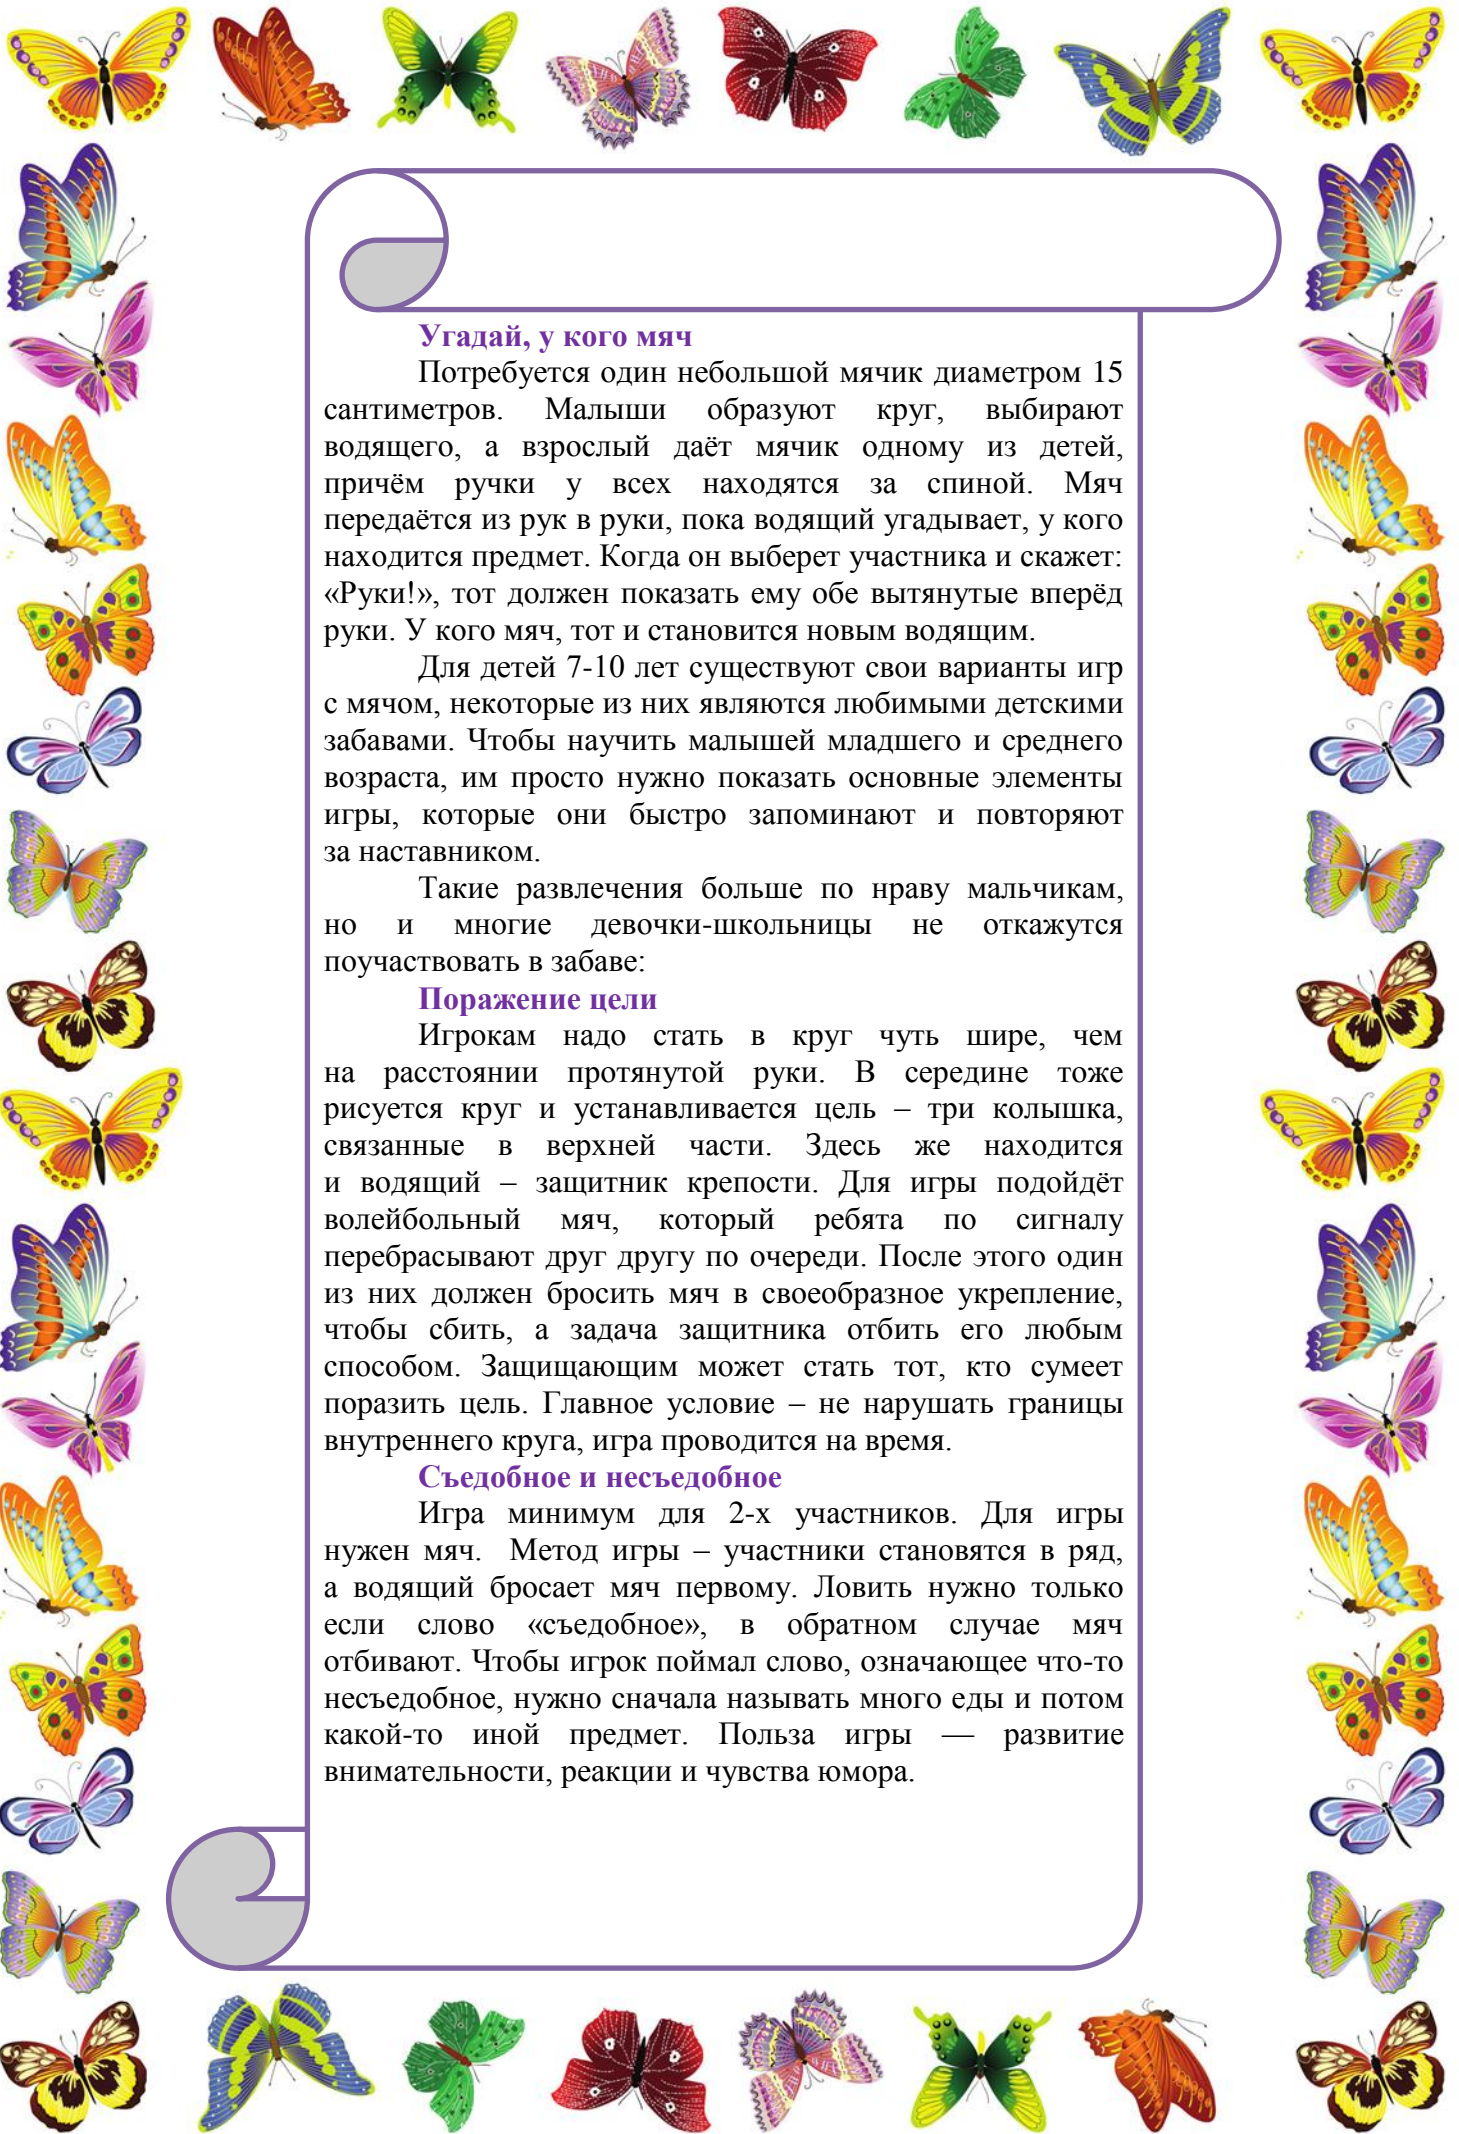 Угадай, у кого мяч
Потребуется один небольшой мячик диаметром 15
сантиметров. Малыши образуют круг, выбирают
водящего, а взрослый даёт мячик одному из детей,
причём ручки у всех находятся за спиной. Мяч
передаётся из рук в руки, пока водящий угадывает, у кого
находится предмет. Когда он выберет участника и скажет:
«Руки!», тот должен показать ему обе вытянутые вперёд
руки. У кого мяч, тот и становится новым водящим.
Для детей 7-10 лет существуют свои варианты игр
с мячом, некоторые из них являются любимыми детскими
забавами. Чтобы научить малышей младшего и среднего
возраста, им просто нужно показать основные элементы
игры, которые они быстро запоминают и повторяют
за наставником.
Такие развлечения больше по нраву мальчикам,
но и многие девочки-школьницы не откажутся
поучаствовать в забаве:
Поражение цели
Игрокам надо стать в круг чуть шире, чем
на расстоянии протянутой руки. В середине тоже
рисуется круг и устанавливается цель – три колышка,
связанные в верхней части. Здесь же находится
и водящий – защитник крепости. Для игры подойдёт
волейбольный мяч, который ребята по сигналу
перебрасывают друг другу по очереди. После этого один
из них должен бросить мяч в своеобразное укрепление,
чтобы сбить, а задача защитника отбить его любым
способом. Защищающим может стать тот, кто сумеет
поразить цель. Главное условие – не нарушать границы
внутреннего круга, игра проводится на время.
Съедобное и несъедобное
Игра минимум для 2-х участников. Для игры
нужен мяч. Метод игры – участники становятся в ряд,
а водящий бросает мяч первому. Ловить нужно только
если слово «съедобное», в обратном случае мяч
отбивают. Чтобы игрок поймал слово, означающее что-то
несъедобное, нужно сначала называть много еды и потом
какой-то иной предмет. Польза игры — развитие
внимательности, реакции и чувства юмора.